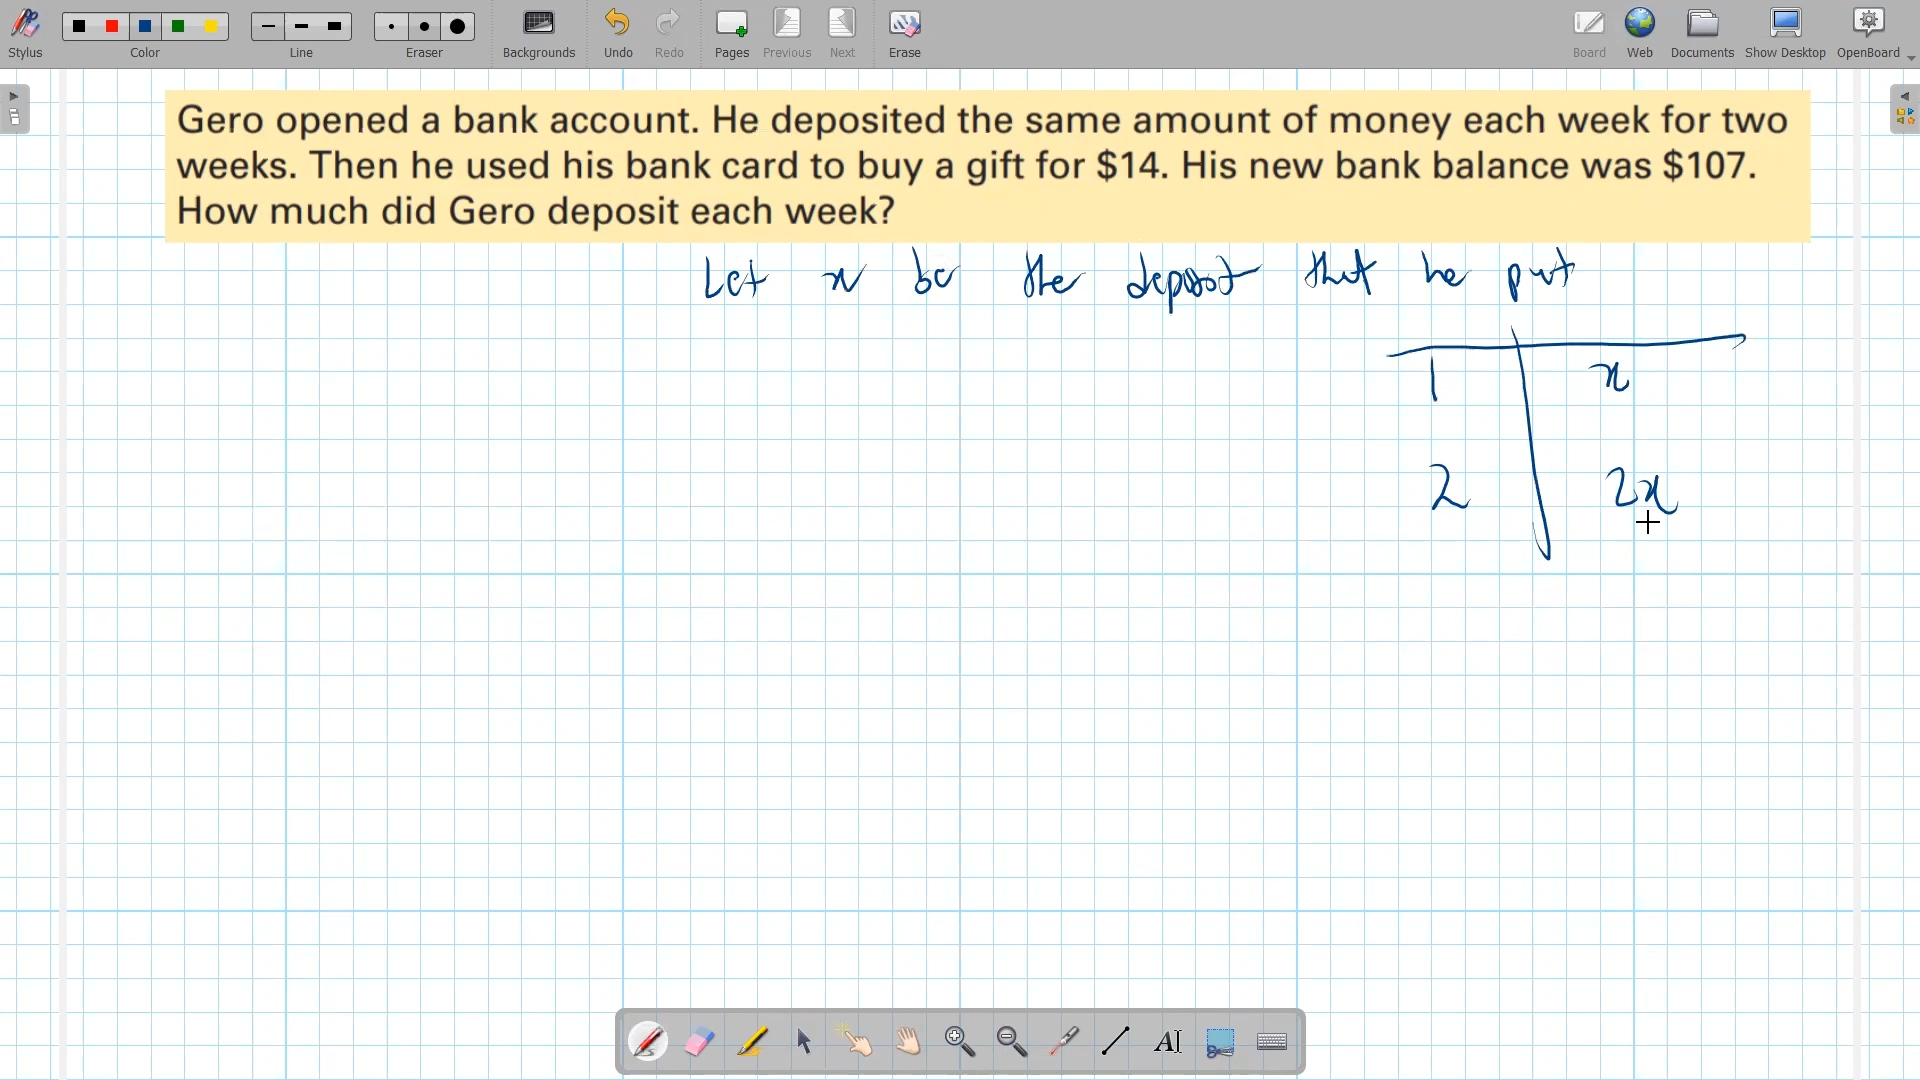 Stylus Color Line Eraser Backgrounds Undo Redo Pages Previous Next Erase Board Web Documents Show Desktop OpenBoard
Gero opened a bank account. He deposited the same amount of money each week for two
weeks. Then he used his bank card to buy a gift for $14. His new bank balance was $107.
How much did Gero deposit each week?
Let x be the deposit that he put
1 x
2 2x